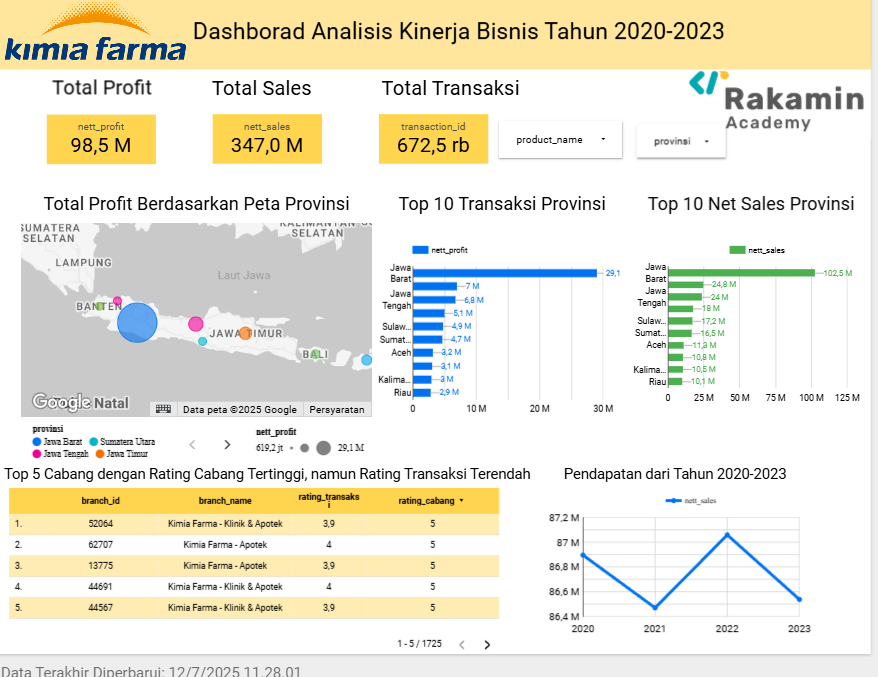 kimia farma
Dashborad Analisis Kinerja Bisnis Tahun 2020-2023
Total Profit
Total Sales
Total Transaksi
Rakamin
Academy
nett_profit
98,5 M
nett_sales
347,0 M
transaction_id
672,5 rb
product_name
provinsi
Total Profit Berdasarkan Peta Provinsi
SUMATERA
SELATAN
KALIMANTAN
SELATAN
LAMPUNG
Laut Jawa
BANTEN
JAWA TIMUR
BALI
Google
Natal
Data peta ©2025 Google
Persyaratan
provinsi
Jawa Barat
Sumatera Utara
Jawa Tengah
Jawa Timur
nett_profit
619,2 jt
29,1 M
Top 10 Transaksi Provinsi
nett_profit
Jawa
Barat
Jawa
Tengah
Sulaw...
Sumat...
Aceh
Kalima...
Riau
29,1
7 M
6,8 M
5,1 M
4,9 M
4,7 M
3,2 M
3,1 M
3 M
2,9 M
0
10 M
20 M
30 M
Top 10 Net Sales Provinsi
nett_sales
Jawa
Barat
Jawa
Tengah
Sulaw...
Sumat...
Aceh
Kalima...
Riau
102,5 M
24,8 M
24 M
18 M
17,2 M
16,5 M
11,3 M
10,8 M
10,5 M
10,1 M
0
25 M
50 M
75 M
100 M
125 M
Top 5 Cabang dengan Rating Cabang Tertinggi, namun Rating Transaksi Terendah
branch_id branch_name rating_transaks
i rating_cabang
1. 52064 Kimia Farma - Klinik & Apotek 3,9 5
2. 62707 Kimia Farma - Apotek 4 5
3. 13775 Kimia Farma - Apotek 3,9 5
4. 44691 Kimia Farma - Klinik & Apotek 4 5
5. 44567 Kimia Farma - Klinik & Apotek 3,9 5
1 - 5 / 1725
Pendapatan dari Tahun 2020-2023
nett_sales
87,2 M
87 M
86,8 M
86,6 M
86,4 M
2020
2021
2022
2023
Data Terakhir Diperbarui: 12/7/2025 11.28.01